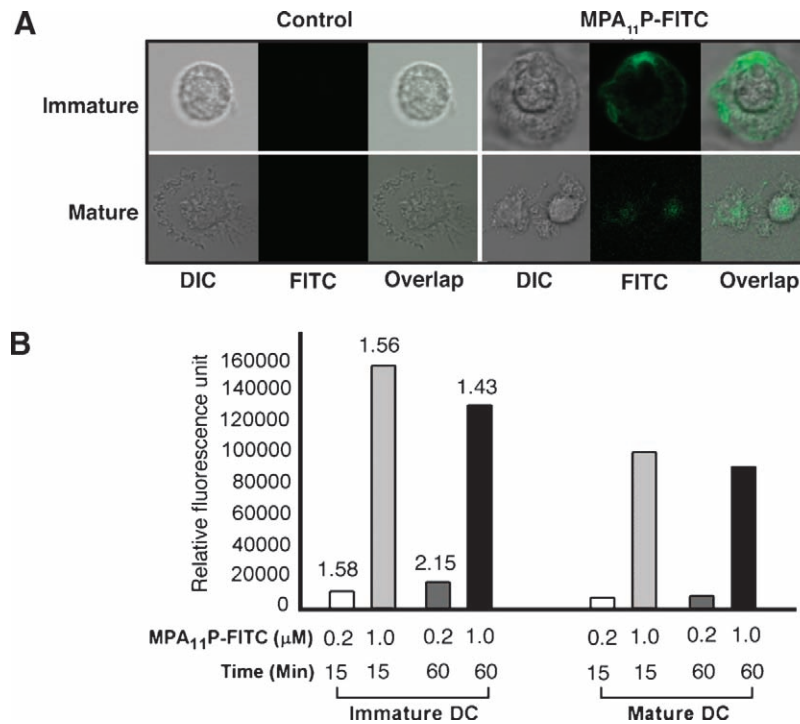 A
Control MPA₁₁P-FITC
Immature
Mature
DIC FITC Overlap DIC FITC Overlap
B
Relative fluorescence unit
160000
140000
120000
100000
80000
60000
40000
20000
0
1.58 1.56 2.15 1.43
MPA₁₁P-FITC (μM) 0.2 1.0 0.2 1.0 0.2 1.0 0.2 1.0
Time (Min) 15 15 60 60 15 15 60 60
Immature DC Mature DC